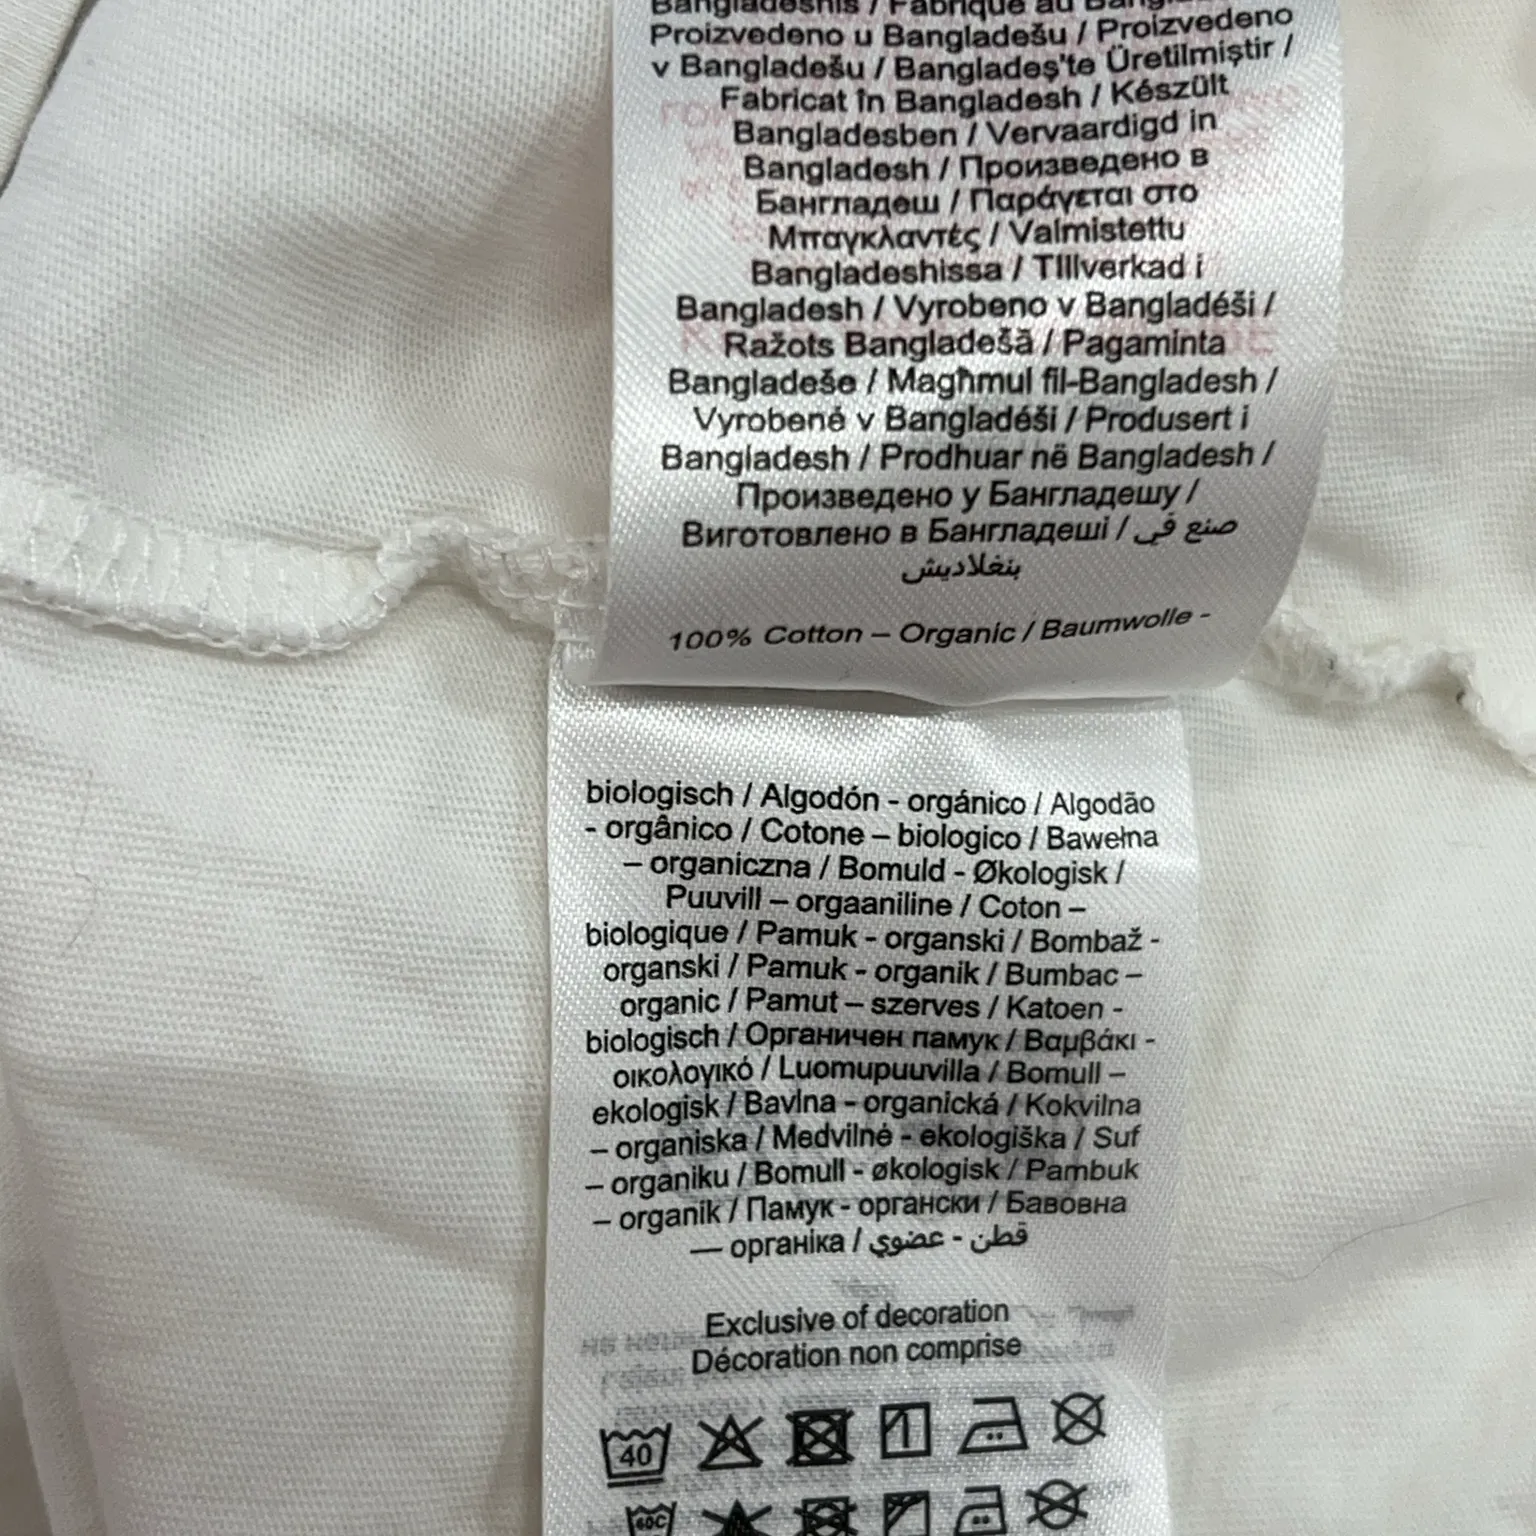 Bangladeshis / Fabriqué au
Proizvedeno u Bangladešu / Proizvedeno
v Bangladešu / Bangladeş'te Üretilmiştir /
Fabricat în Bangladesh / Készült
Bangladesben / Vervaardigd in
Bangladesh / Произведено в
Бангладеш / Παράγεται στο
Μπαγκλαντές / Valmistettu
Bangladeshissa / TIllverkad i
Bangladesh / Vyrobeno v Bangladéši /
Ražots Bangladešā / Pagaminta
Bangladeše / Magħmul fil-Bangladesh /
Vyrobené v Bangladéši / Produsert i
Bangladesh / Prodhuar në Bangladesh /
Произведено у Бангладешу /
Виготовлено в Бангладеші / صنع في
بنغلاديش
100% Cotton – Organic / Baumwolle -
biologisch / Algodón - orgánico / Algodão
- orgânico / Cotone – biologico / Bawełna
– organiczna / Bomuld - Økologisk /
Puuvill – orgaaniline / Coton –
biologique / Pamuk - organski / Bombaž -
organski / Pamuk - organik / Bumbac –
organic / Pamut – szerves / Katoen -
biologisch / Органичен памук / Βαμβάκι -
οικολογικό / Luomupuuvilla / Bomull –
ekologisk / Bavlna - organická / Kokvilna
– organiska / Medvilnė - ekologiška / Suf
– organiku / Bomull - økologisk / Pambuk
– organik / Памук - органски / Бавовна
— органіка / قطن - عضوي
Exclusive of decoration
Décoration non comprise
40